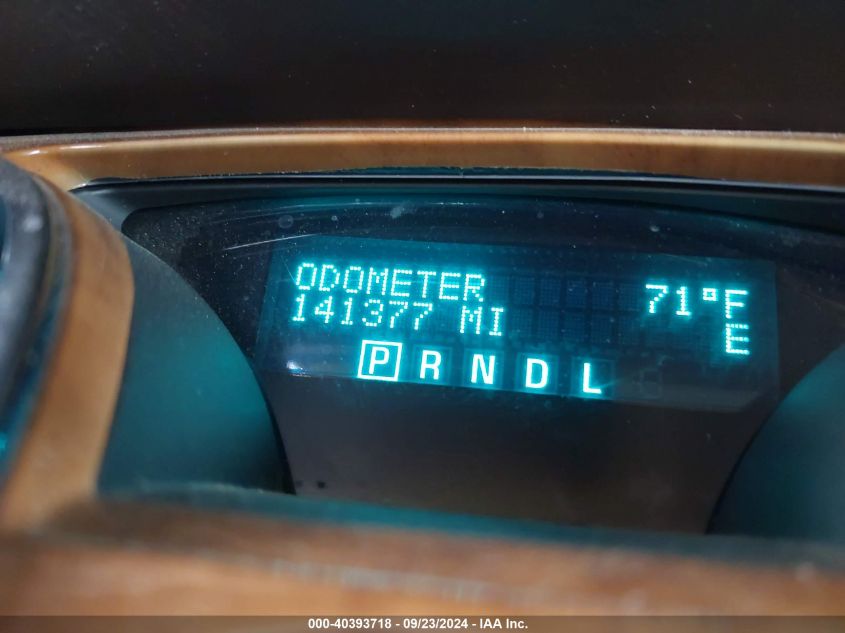 ODOMETER 71°F
141377 MI E
P R N D L
000-40393718 - 09/23/2024 - IAA Inc.